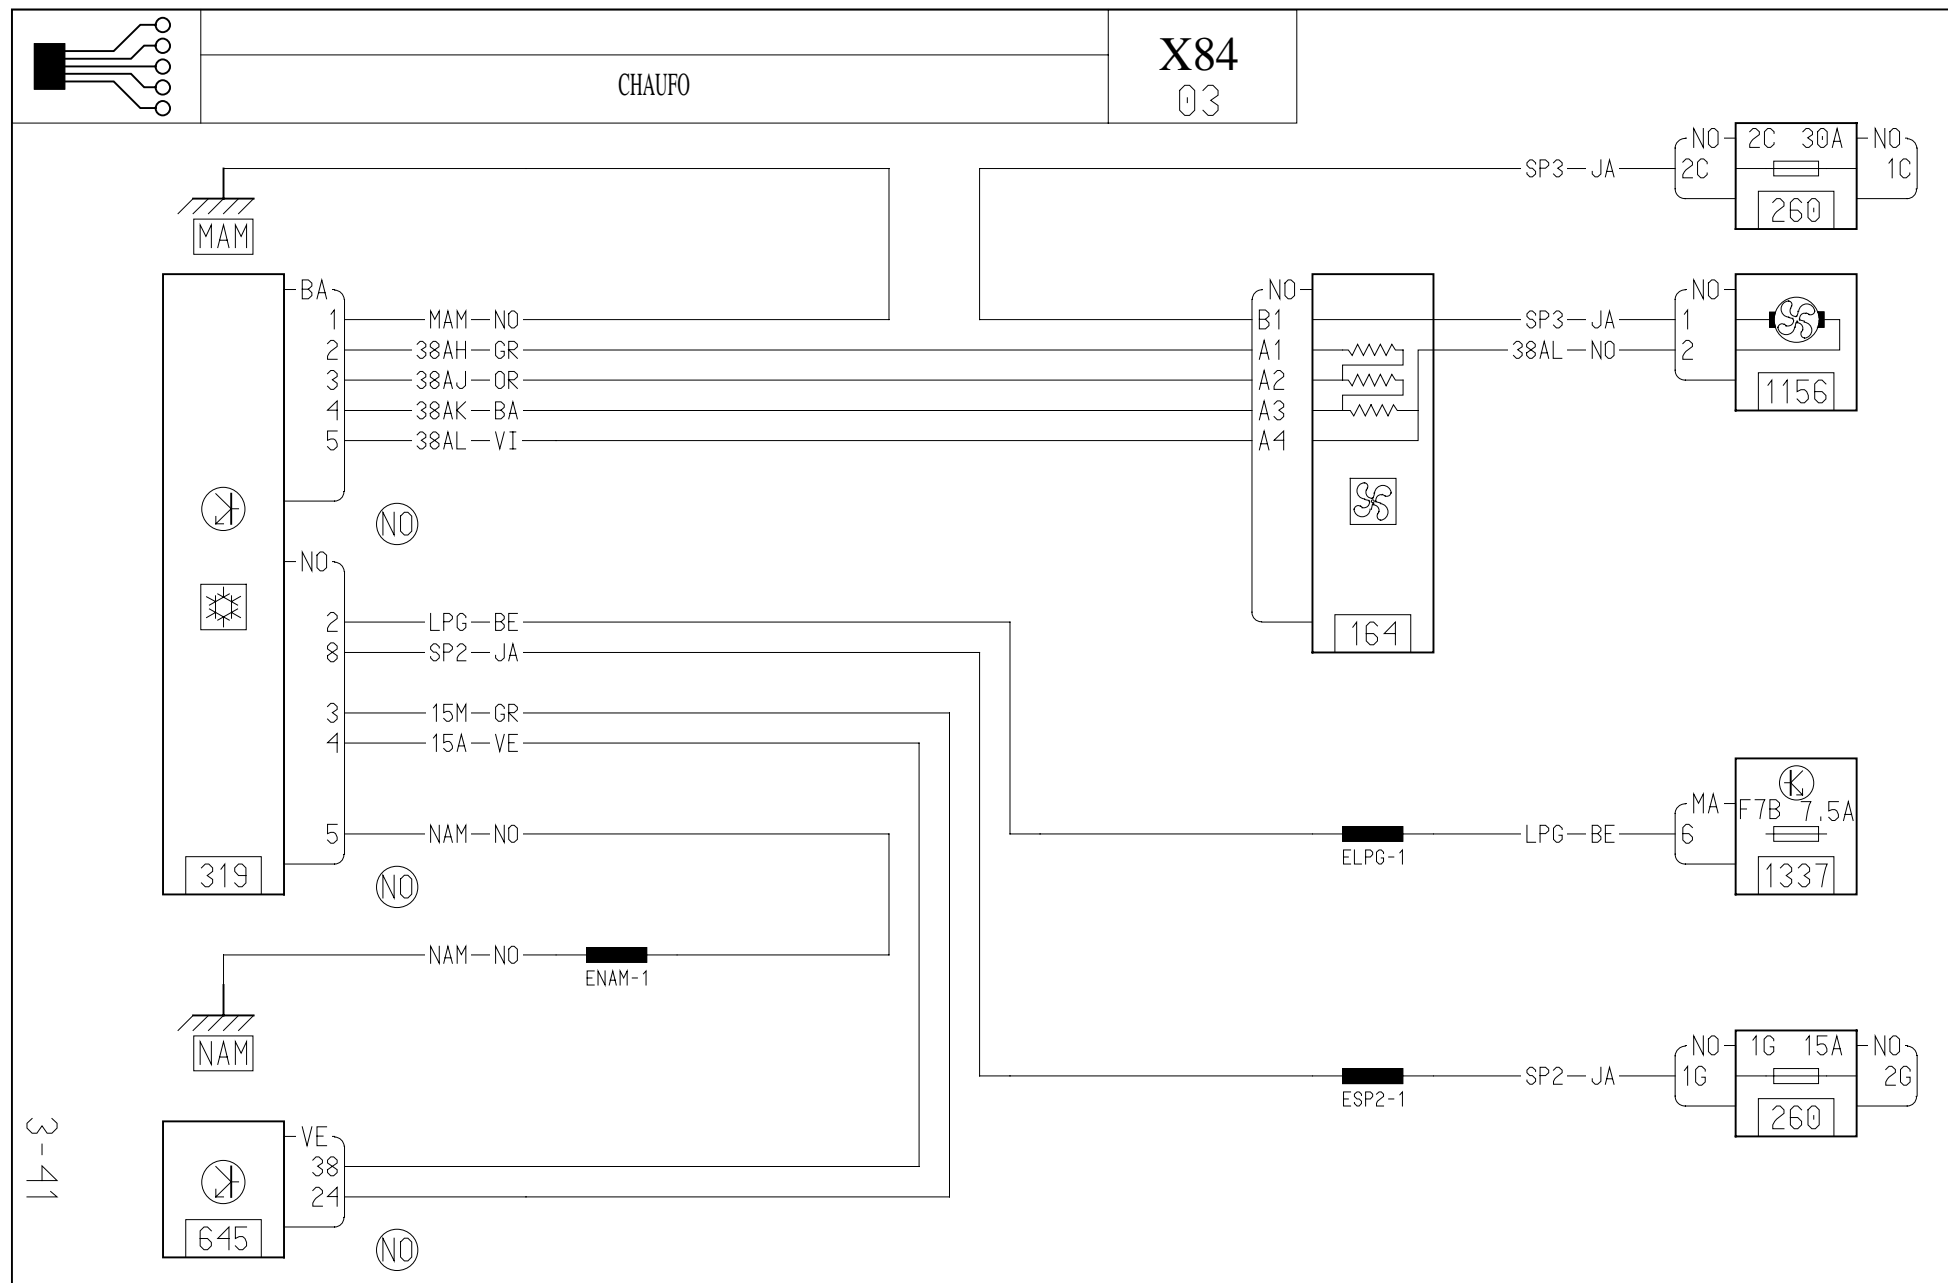 CHAUFO
X84
03
NO 2C 30A NO
SP3 JA 2C 1C
260
MAM
BA NO NO
1 MAM NO B1 SP3 JA 1
2 38AH GR A1 38AL NO 2
3 38AJ OR A2
1156
4 38AK BA A3
5 38AL VI A4
NO
NO
2 LPG BE
164
8 SP2 JA
3 15M GR
4 15A VE
MA F7B 7.5A
5 NAM NO LPG BE 6
ELPG-1
319
1337
NO
NAM NO
ENAM-1
NAM
NO 1G 15A NO
SP2 JA 1G 2G
ESP2-1
260
VE
38
24
645
NO
3-41